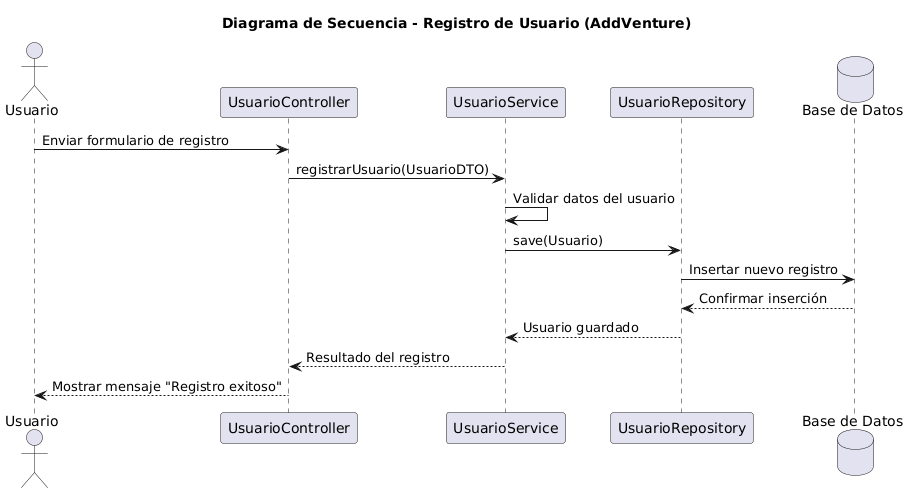 Diagrama de Secuencia - Registro de Usuario (AddVenture)
Usuario
UsuarioController
UsuarioService
UsuarioRepository
Base de Datos
Enviar formulario de registro
registrarUsuario(UsuarioDTO)
Validar datos del usuario
save(Usuario)
Insertar nuevo registro
Confirmar inserción
Usuario guardado
Resultado del registro
Mostrar mensaje "Registro exitoso"
Usuario
UsuarioController
UsuarioService
UsuarioRepository
Base de Datos